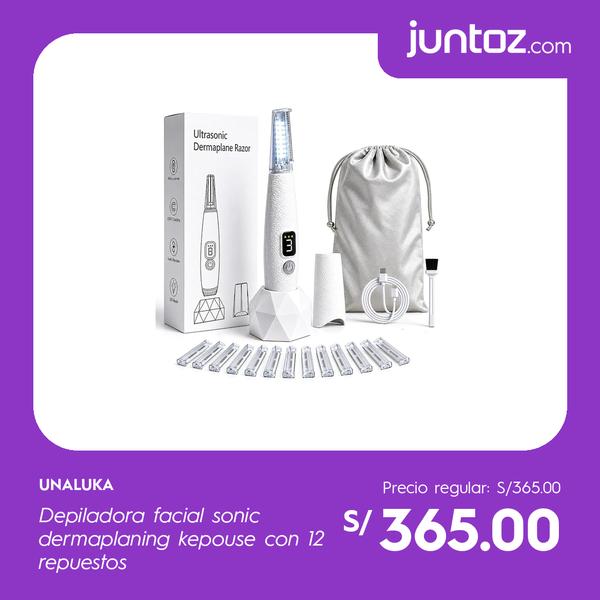 juntoz.com
Ultrasonic
Dermaplane Razor
3
UNALUKA
Precio regular: S/365.00
Depiladora facial sonic
dermaplaning kepouse con 12
repuestos
S/ 365.00